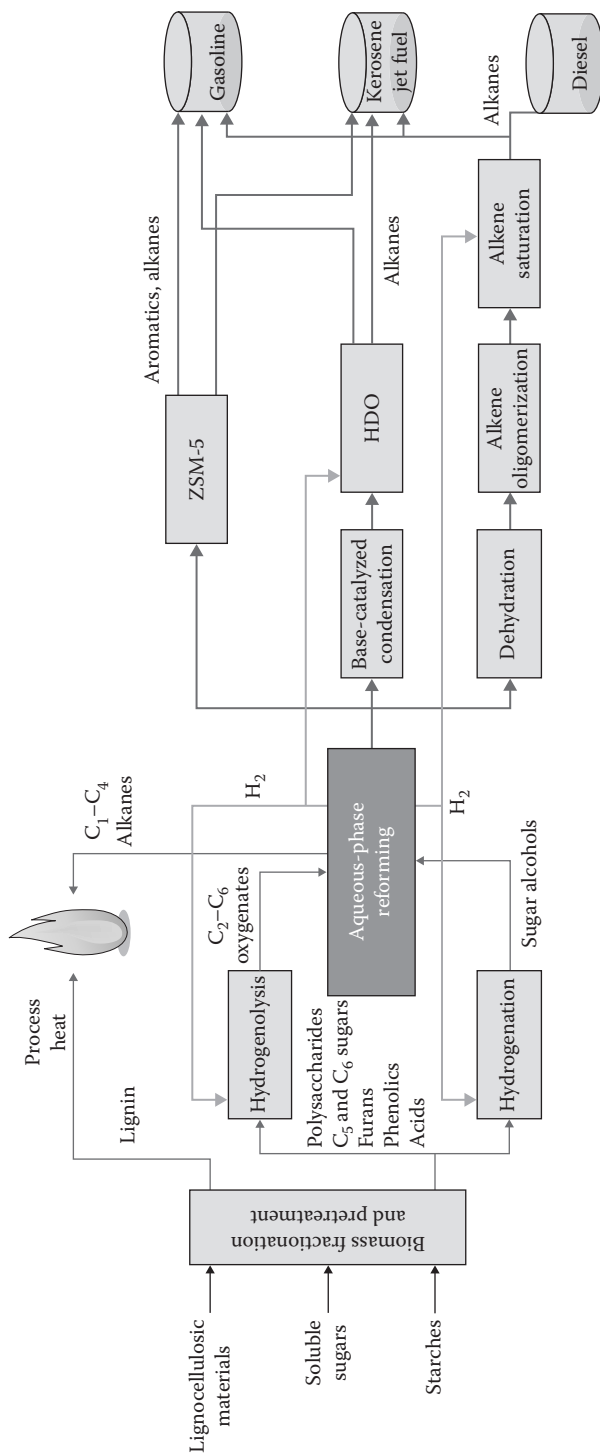 Lignocellulosic
materials
Soluble
sugars
Starches
Biomass fractionation
and pretreatment
Lignin
Process
heat
C₁–C₄
Alkanes
Hydrogenolysis
C₂–C₆
oxygenates
Polysaccharides
C₅ and C₆ sugars
Furans
Phenolics
Acids
Hydrogenation
Sugar alcohols
Aqueous-phase
reforming
H₂
H₂
ZSM-5
Aromatics, alkanes
Base-catalyzed
condensation
HDO
Alkanes
Dehydration
Alkene
oligomerization
Alkene
saturation
Alkanes
Gasoline
Kerosene
jet fuel
Diesel